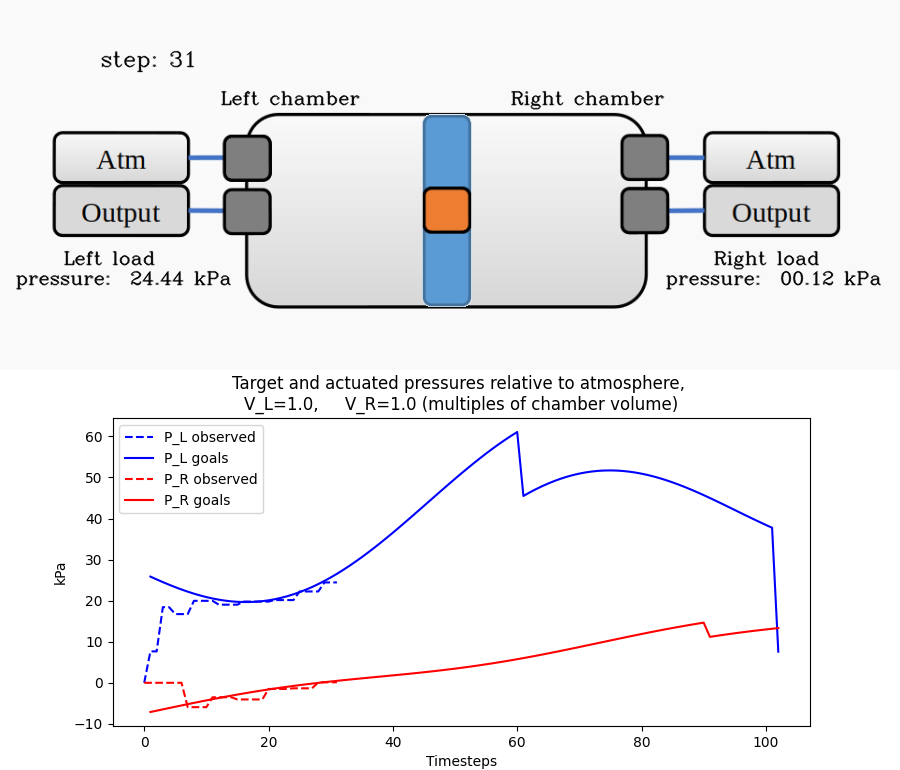 step: 31
Left chamber
Right chamber
Atm
Atm
Output
Output
Left load
pressure: 24.44 kPa
Right load
pressure: 00.12 kPa
Target and actuated pressures relative to atmosphere,
V_L=1.0, V_R=1.0 (multiples of chamber volume)
P_L observed
P_L goals
P_R observed
P_R goals
kPa
60
50
40
30
20
10
0
−10
0 20 40 60 80 100
Timesteps